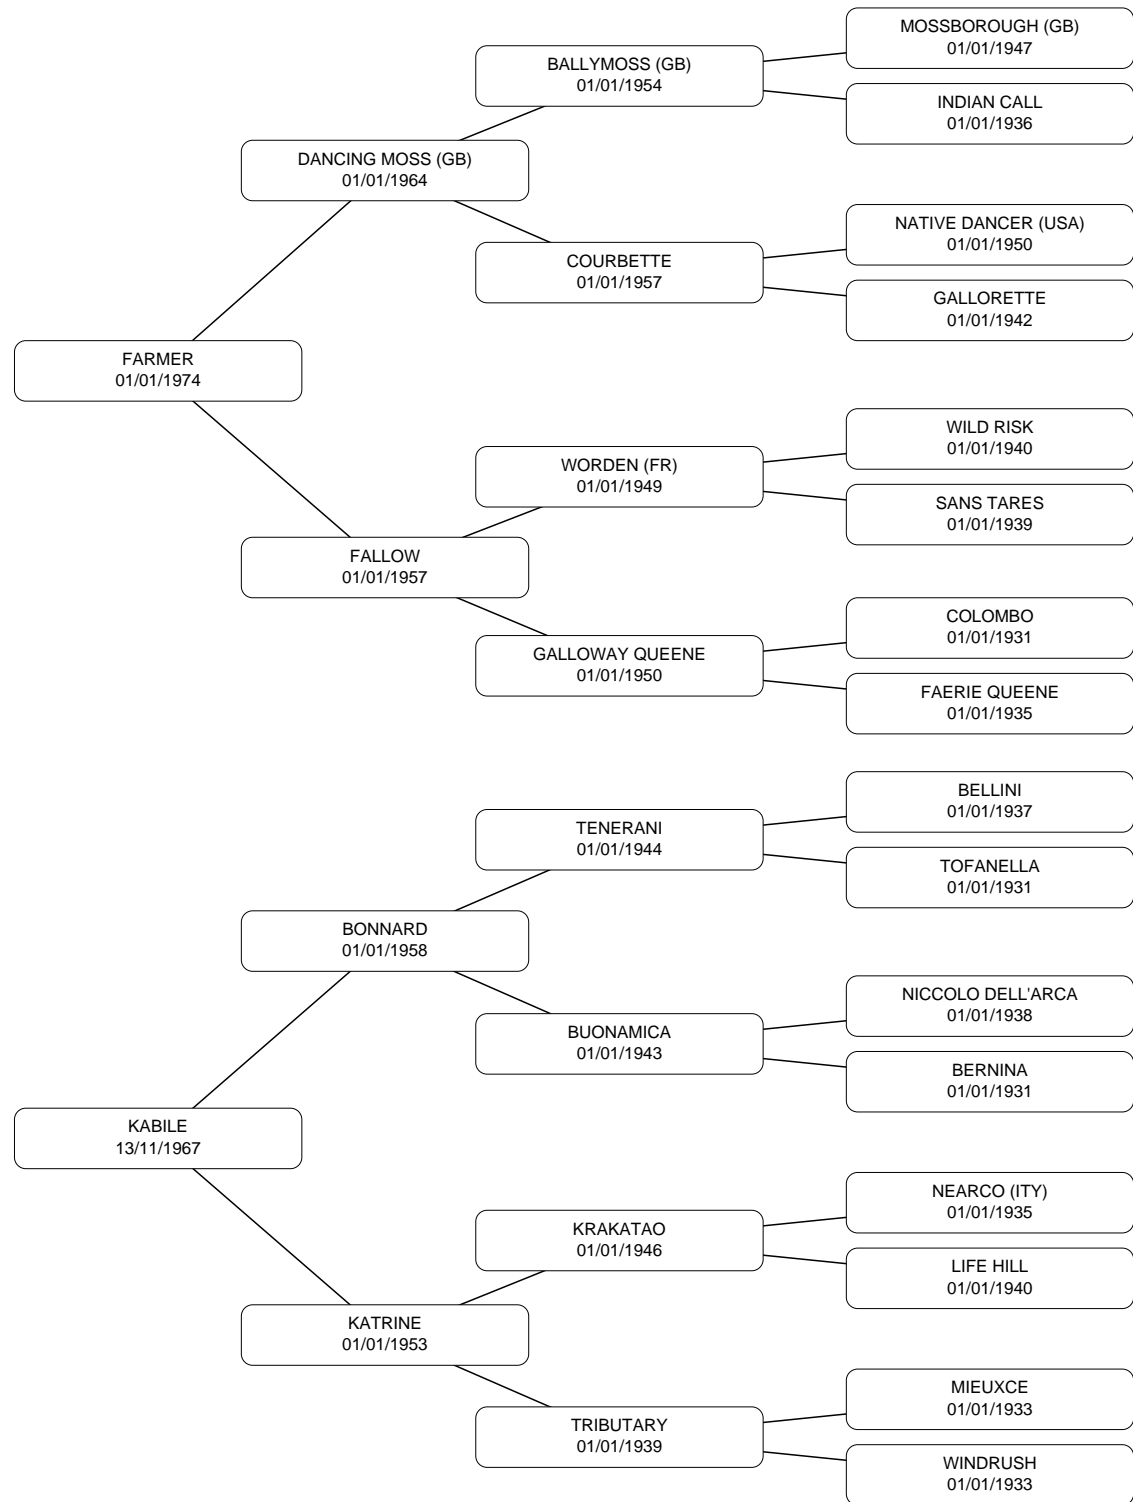 MOSSBOROUGH (GB)
01/01/1947
BALLYMOSS (GB)
01/01/1954
INDIAN CALL
01/01/1936
DANCING MOSS (GB)
01/01/1964
NATIVE DANCER (USA)
01/01/1950
COURBETTE
01/01/1957
GALLORETTE
01/01/1942
FARMER
01/01/1974
WILD RISK
01/01/1940
WORDEN (FR)
01/01/1949
SANS TARES
01/01/1939
FALLOW
01/01/1957
COLOMBO
01/01/1931
GALLOWAY QUEENE
01/01/1950
FAERIE QUEENE
01/01/1935
BELLINI
01/01/1937
TENERANI
01/01/1944
TOFANELLA
01/01/1931
BONNARD
01/01/1958
NICCOLO DELL'ARCA
01/01/1938
BUONAMICA
01/01/1943
BERNINA
01/01/1931
KABILE
13/11/1967
NEARCO (ITY)
01/01/1935
KRAKATAO
01/01/1946
LIFE HILL
01/01/1940
KATRINE
01/01/1953
MIEUXCE
01/01/1933
TRIBUTARY
01/01/1939
WINDRUSH
01/01/1933